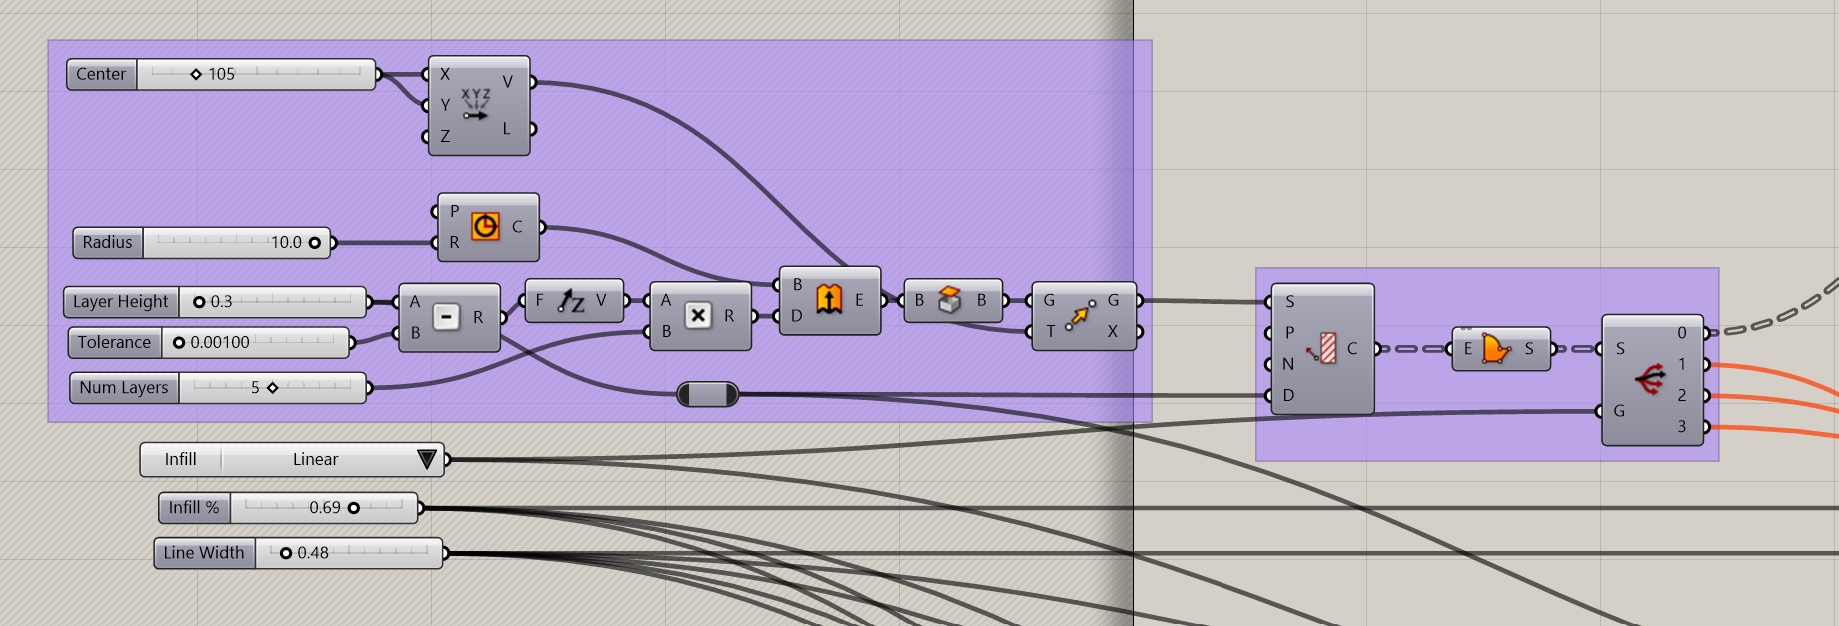 Center 105
X
Y
Z
XYZ
V
L
Radius 10.0
P
R
C
Layer Height 0.3
Tolerance 0.00100
Num Layers 5
A
B
-
R
F
Z
V
A
B
×
R
B
D
E
B
B
G
T
G
X
S
P
N
D
C
E
S
S
G
0
1
2
3
Infill Linear
Infill % 0.69
Line Width 0.48